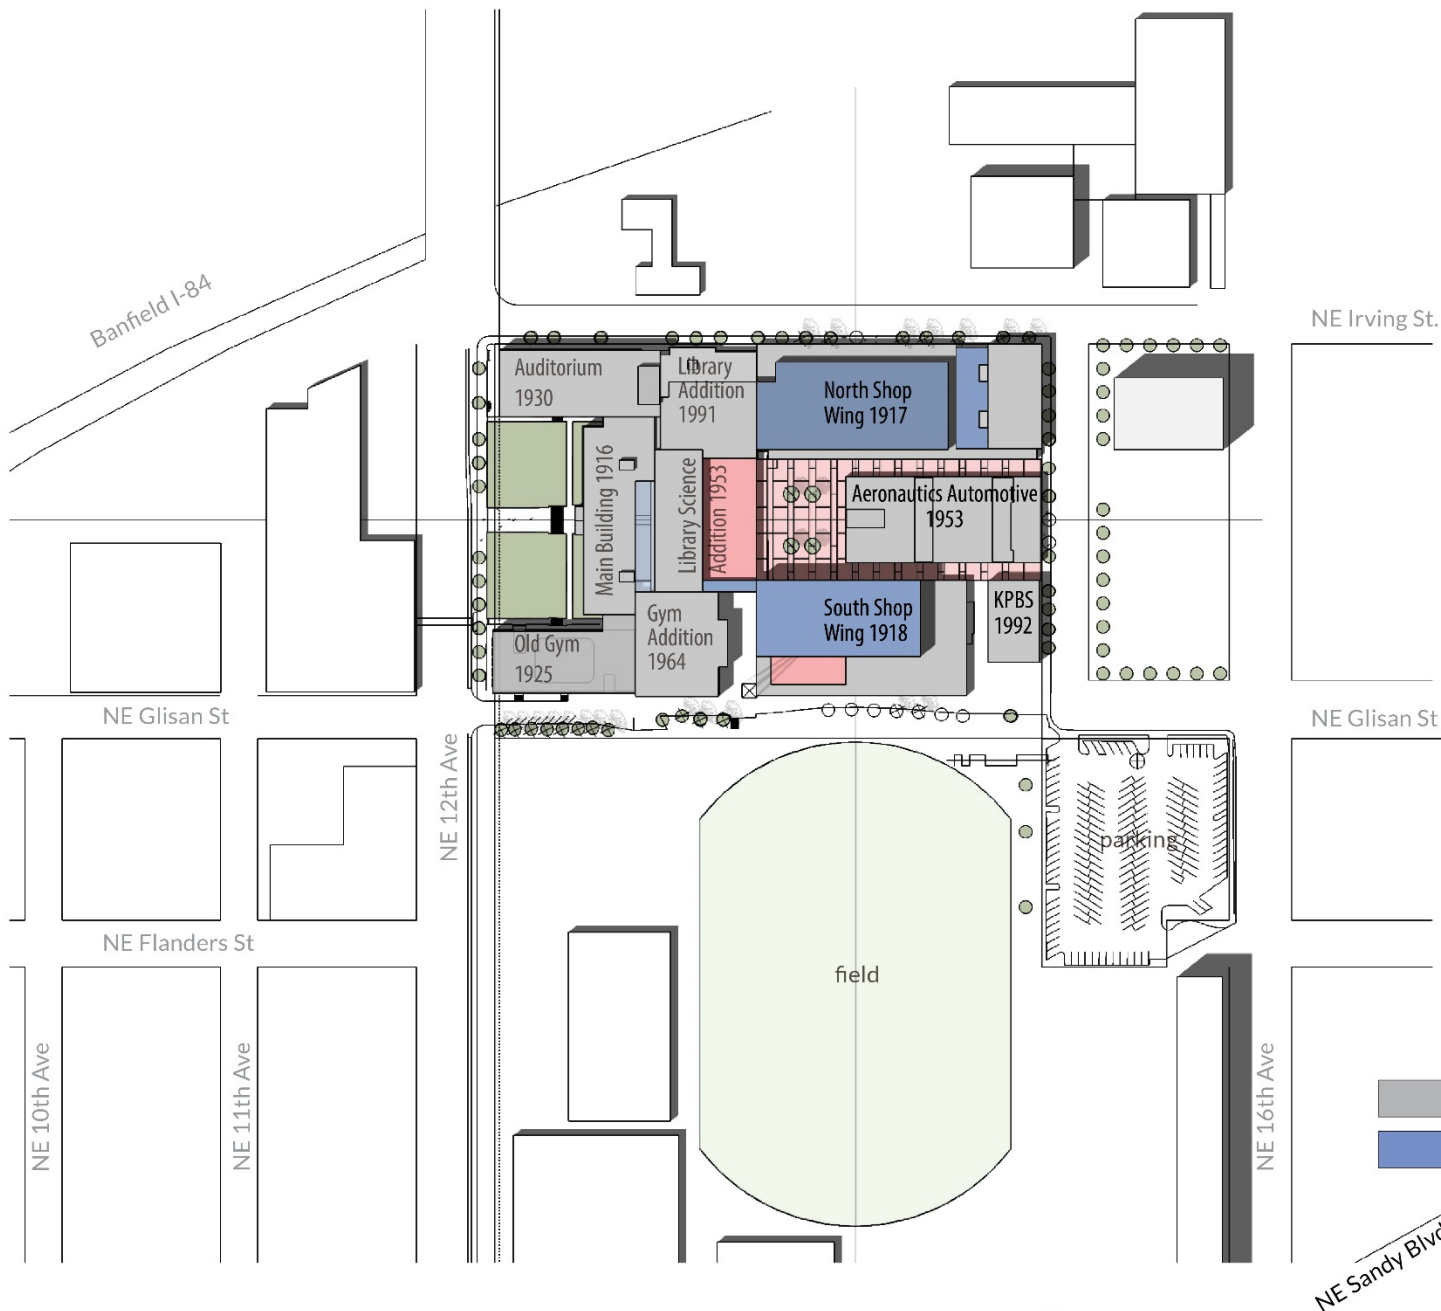 Banfield I-84
NE Irving St.
Auditorium
1930
Library
Addition
1991
North Shop
Wing 1917
Main Building 1916
Library Science
Addition 1953
Aeronautics Automotive
1953
Old Gym
1925
Gym
Addition
1964
South Shop
Wing 1918
KPBS
1992
NE Glisan St
NE Glisan St
NE 12th Ave
parking
NE Flanders St
field
NE 10th Ave
NE 11th Ave
NE 16th Ave
NE Sandy Blvd